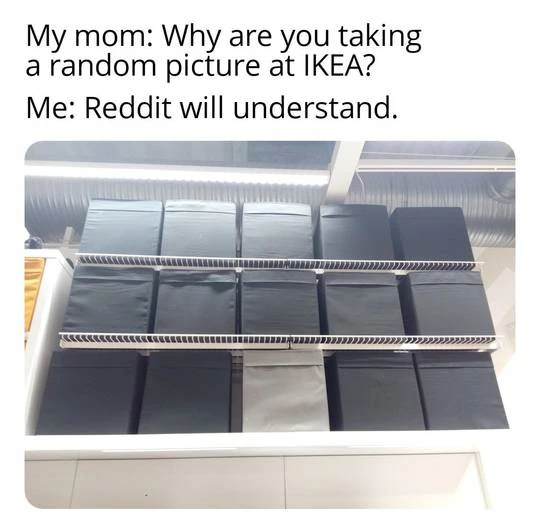 My mom: Why are you taking
a random picture at IKEA?
Me: Reddit will understand.